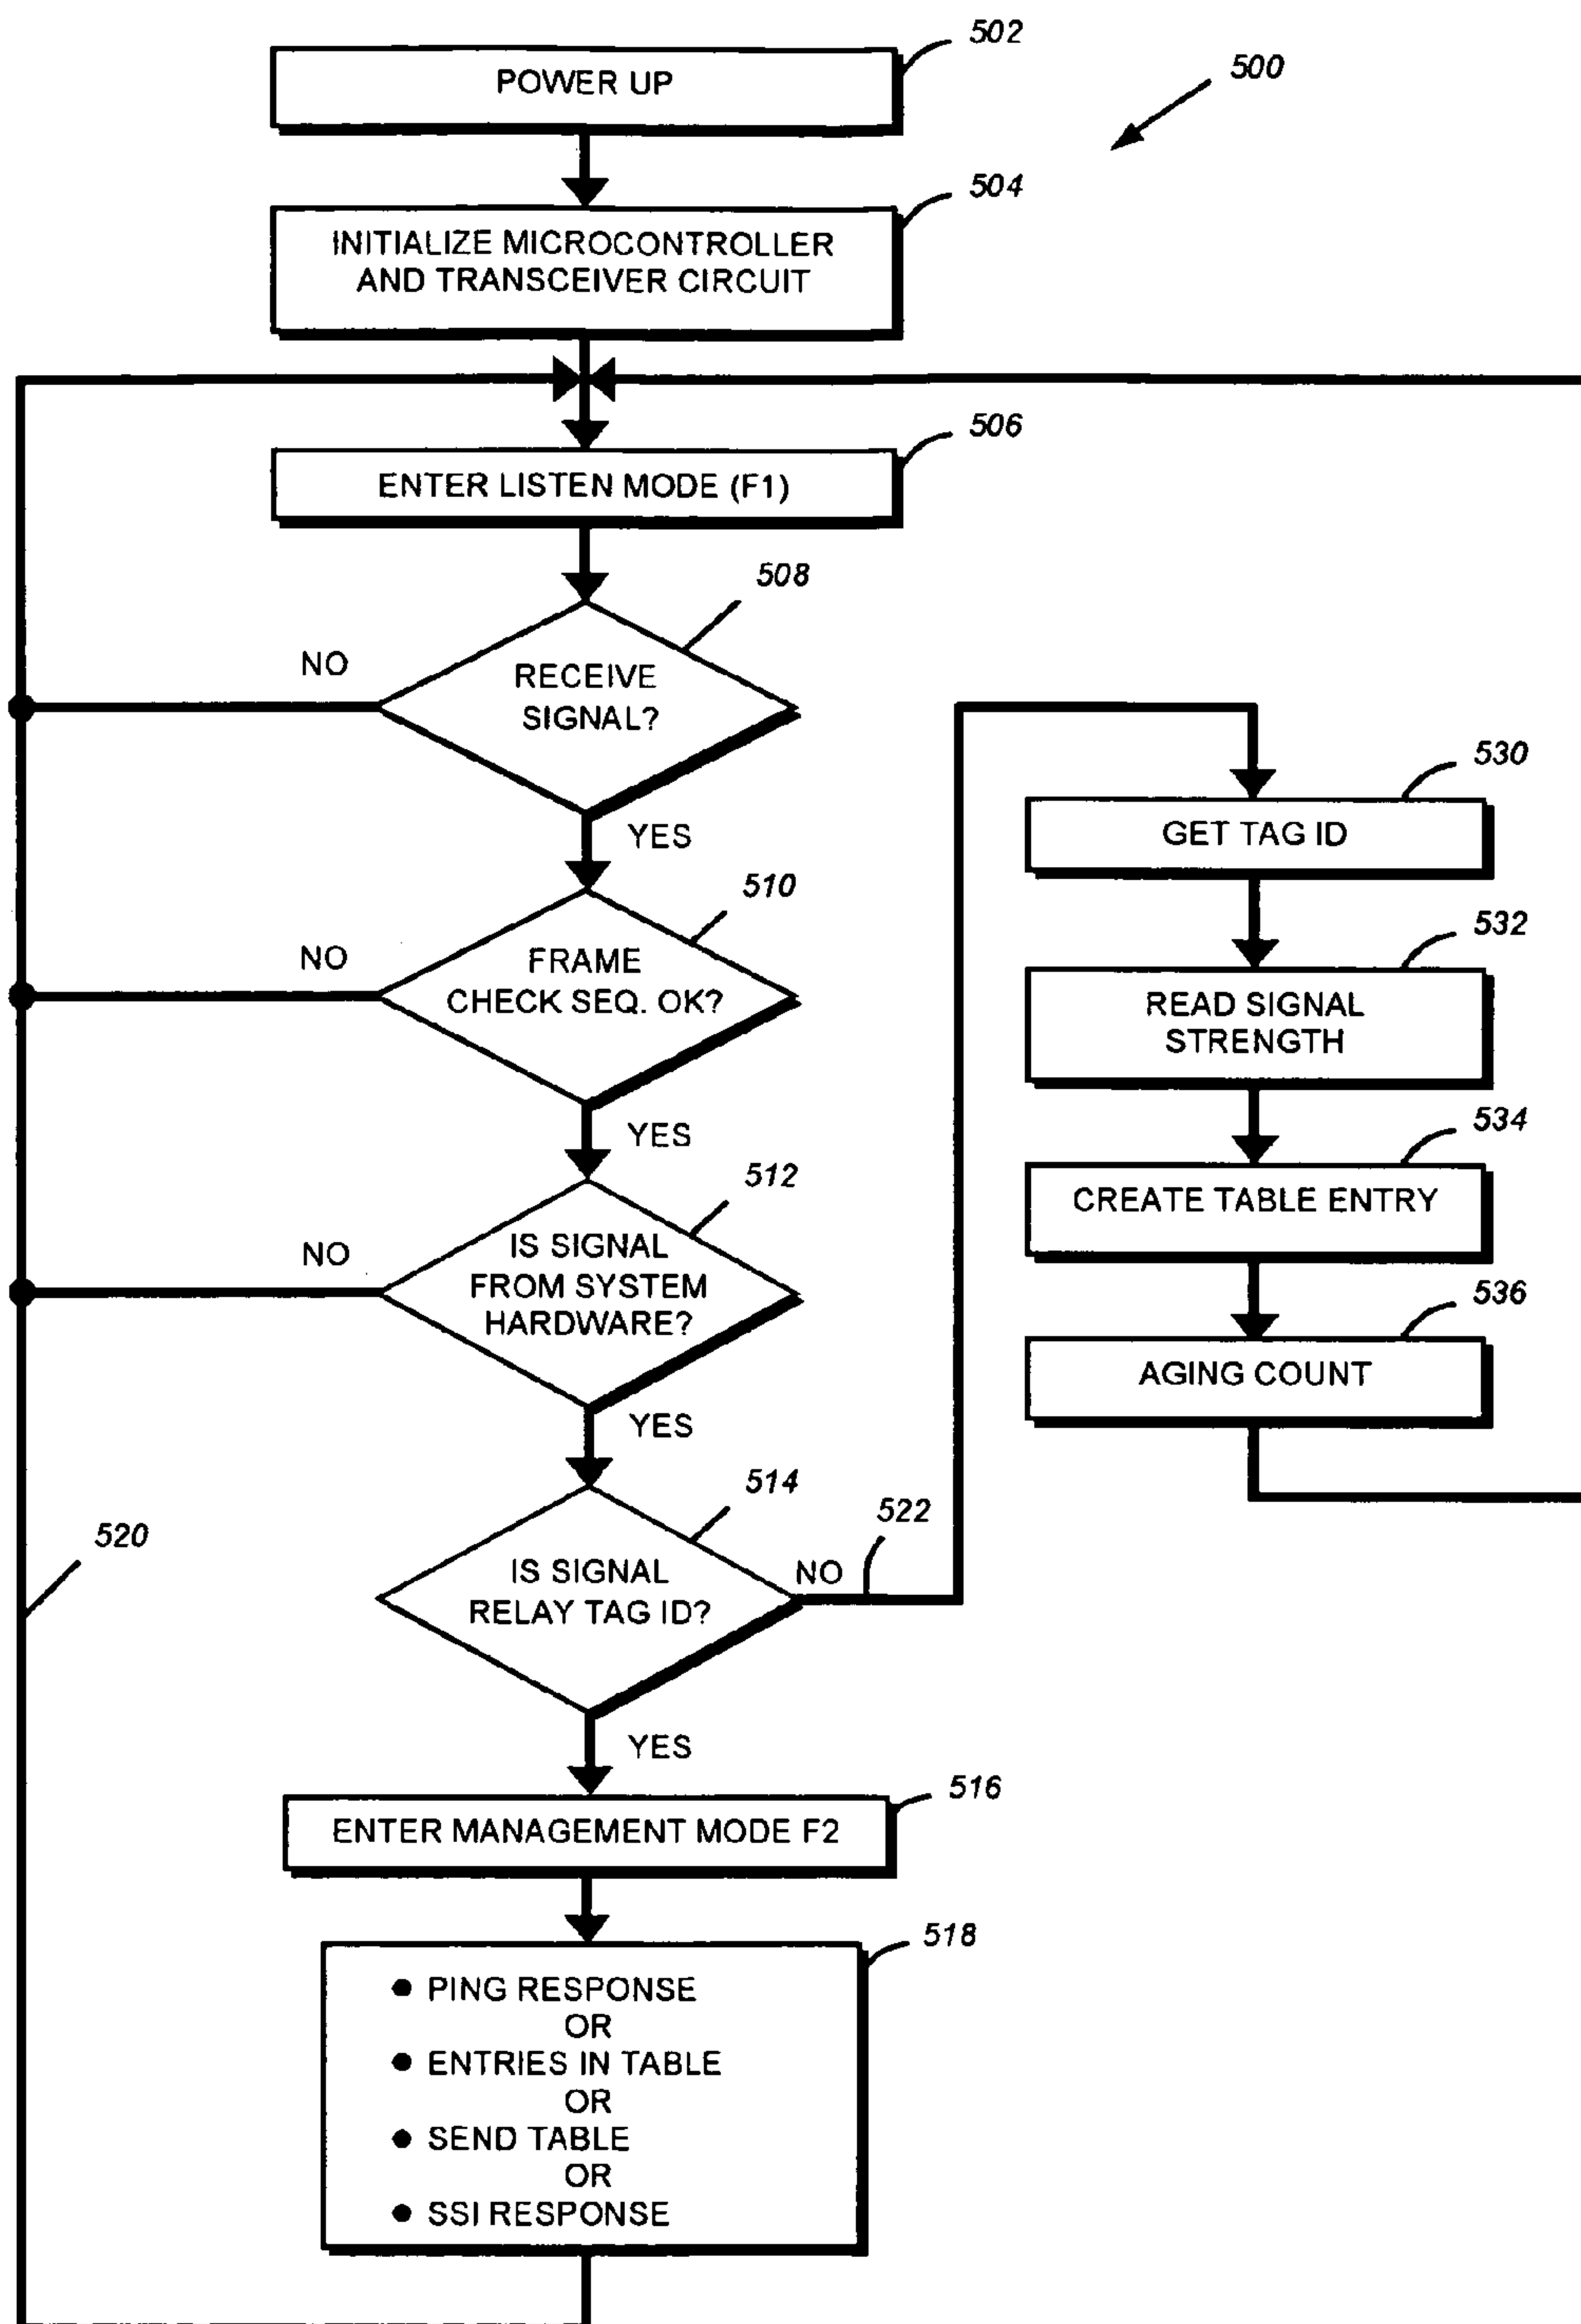 502
POWER UP
500
504
INITIALIZE MICROCONTROLLER
AND TRANSCEIVER CIRCUIT
506
ENTER LISTEN MODE (F1)
508
NO
RECEIVE
SIGNAL?
YES
510
NO
FRAME
CHECK SEQ. OK?
YES
512
NO
IS SIGNAL
FROM SYSTEM
HARDWARE?
YES
514
520
522
IS SIGNAL
RELAY TAG ID?
NO
YES
516
ENTER MANAGEMENT MODE F2
518
● PING RESPONSE
OR
● ENTRIES IN TABLE
OR
● SEND TABLE
OR
● SSI RESPONSE
530
GET TAG ID
532
READ SIGNAL
STRENGTH
534
CREATE TABLE ENTRY
536
AGING COUNT